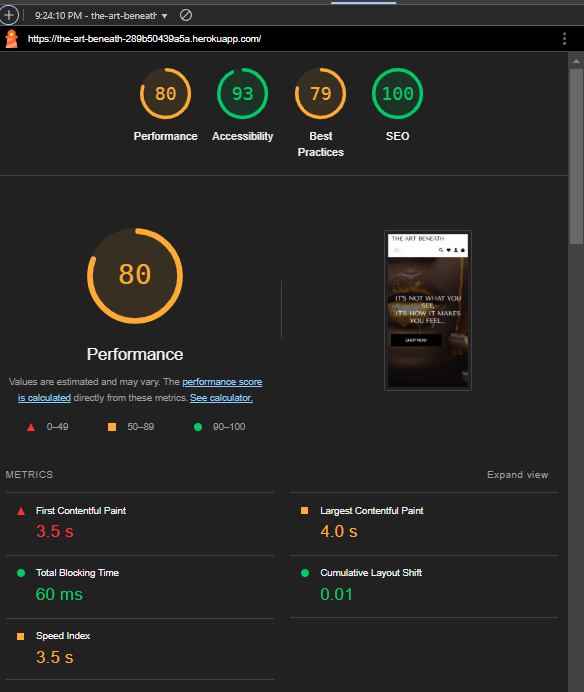 9:24:10 PM - the-art-beneath
https://the-art-beneath-289b50439a5a.herokuapp.com/
80
93
79
100
Performance
Accessibility
Best
Practices
SEO
80
Performance
Values are estimated and may vary. The performance score
is calculated directly from these metrics. See calculator.
0–49
50–89
90–100
THE ART BENEATH
IT'S NOT WHAT YOU
SEE,
IT'S HOW IT MAKES
YOU FEEL...
SHOP NOW
METRICS
Expand view
First Contentful Paint
3.5 s
Largest Contentful Paint
4.0 s
Total Blocking Time
60 ms
Cumulative Layout Shift
0.01
Speed Index
3.5 s